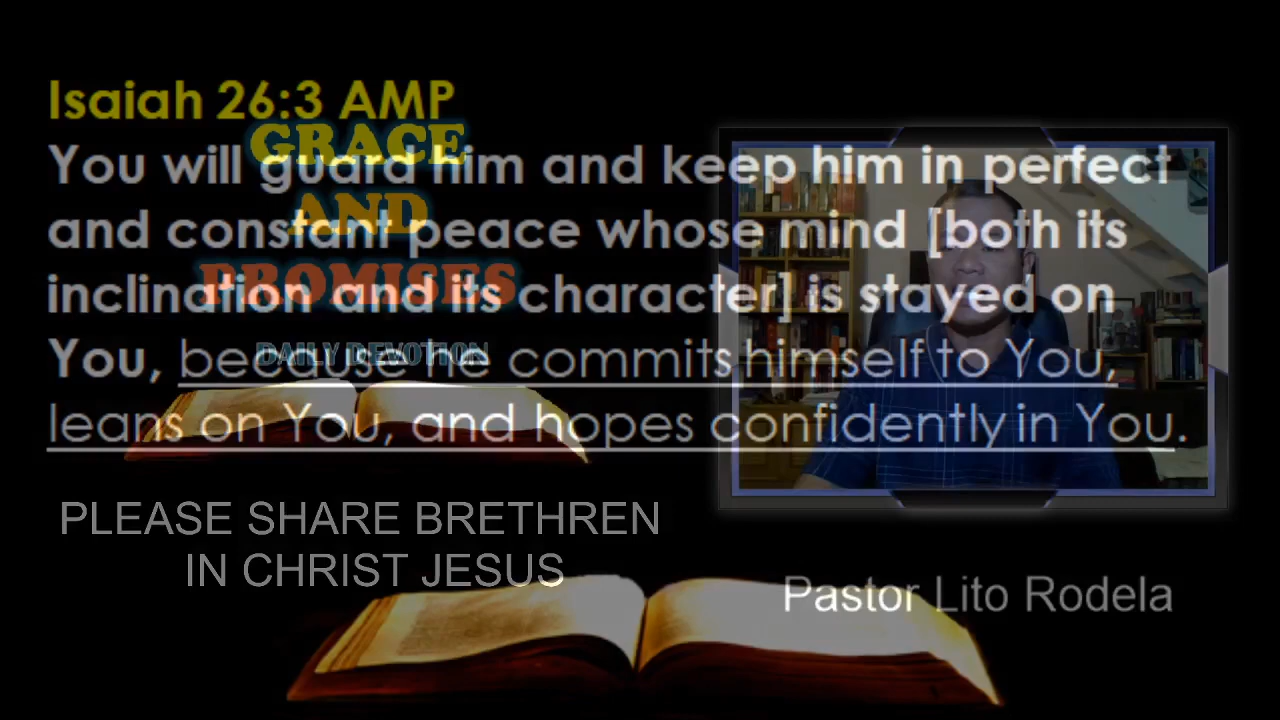 Isaiah 26:3 AMP
You will guard him and keep him in perfect
and constant peace whose mind [both its
inclination and its character] is stayed on
You, because he commits himself to You,
leans on You, and hopes confidently in You.
GRACE
AND
PROMISES
DAILY DEVOTION
PLEASE SHARE BRETHREN
IN CHRIST JESUS
Pastor Lito Rodela